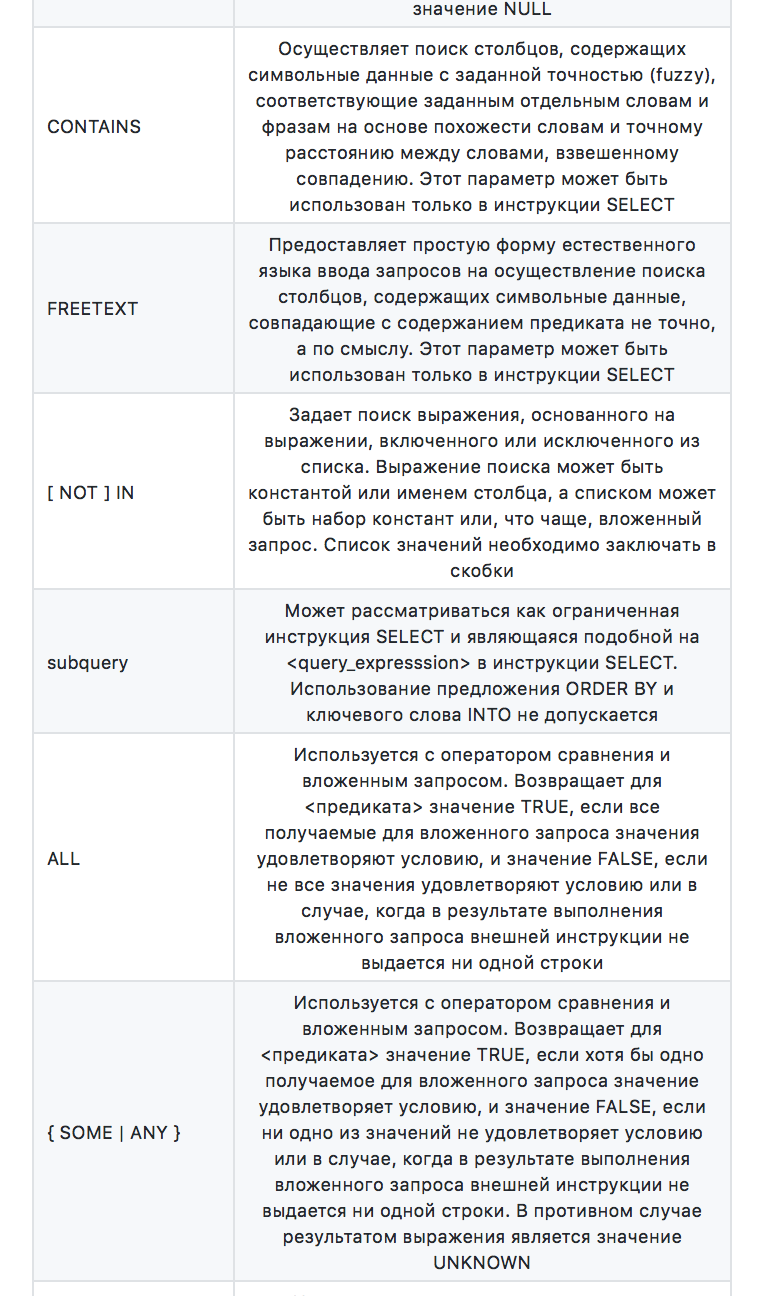 значение NULL
CONTAINS
Осуществляет поиск столбцов, содержащих
символьные данные с заданной точностью (fuzzy),
соответствующие заданным отдельным словам и
фразам на основе похожести словам и точному
расстоянию между словами, взвешенному
совпадению. Этот параметр может быть
использован только в инструкции SELECT
FREETEXT
Предоставляет простую форму естественного
языка ввода запросов на осуществление поиска
столбцов, содержащих символьные данные,
совпадающие с содержанием предиката не точно,
а по смыслу. Этот параметр может быть
использован только в инструкции SELECT
[ NOT ] IN
Задает поиск выражения, основанного на
выражении, включенного или исключенного из
списка. Выражение поиска может быть
константой или именем столбца, а списком может
быть набор констант или, что чаще, вложенный
запрос. Список значений необходимо заключать в
скобки
subquery
Может рассматриваться как ограниченная
инструкция SELECT и являющаяся подобной на
<query_expresssion> в инструкции SELECT.
Использование предложения ORDER BY и
ключевого слова INTO не допускается
ALL
Используется с оператором сравнения и
вложенным запросом. Возвращает для
<предиката> значение TRUE, если все
получаемые для вложенного запроса значения
удовлетворяют условию, и значение FALSE, если
не все значения удовлетворяют условию или в
случае, когда в результате выполнения
вложенного запроса внешней инструкции не
выдается ни одной строки
{ SOME | ANY }
Используется с оператором сравнения и
вложенным запросом. Возвращает для
<предиката> значение TRUE, если хотя бы одно
получаемое для вложенного запроса значение
удовлетворяет условию, и значение FALSE, если
ни одно из значений не удовлетворяет условию
или в случае, когда в результате выполнения
вложенного запроса внешней инструкции не
выдается ни одной строки. В противном случае
результатом выражения является значение
UNKNOWN